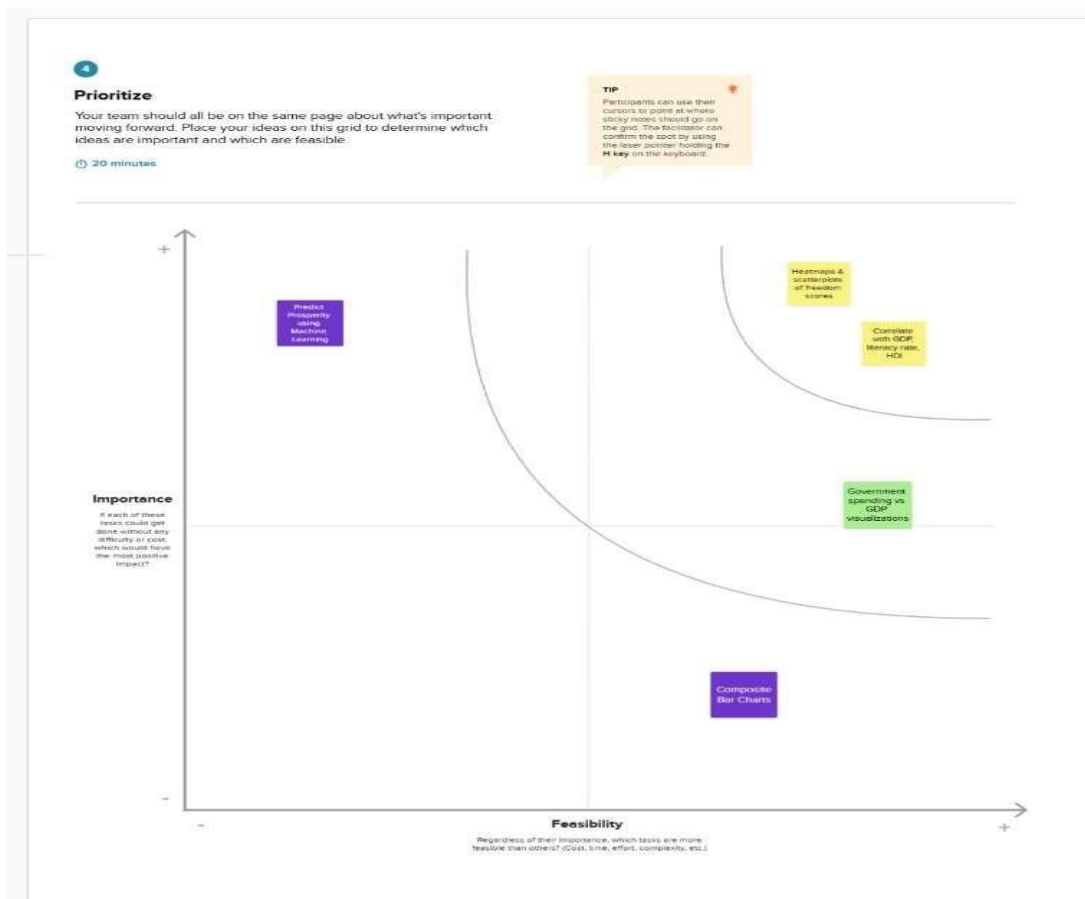 4
Prioritize
Your team should all be on the same page about what's important
moving forward. Place your ideas on this grid to determine which
ideas are important and which are feasible.
20 minutes
TIP
Participants can use their
cursors to point at where
sticky notes should go on
the grid. The facilitator can
confirm the spot by using
the laser pointer holding the
H key on the keyboard.
+
Predict
Prosperity
using
Machine
Learning
Heatmaps &
scatterplots
of freedom
scores
Correlate
with GDP,
literacy rate,
HDI
Importance
If each of these
tasks could get
done without any
difficulty or cost,
which would have
the most positive
impact?
Government
spending vs
GDP
visualizations
Composite
Bar Charts
-
-
Feasibility
+
Regardless of their importance, which tasks are more
feasible than others? (Cost, time, effort, complexity, etc.)